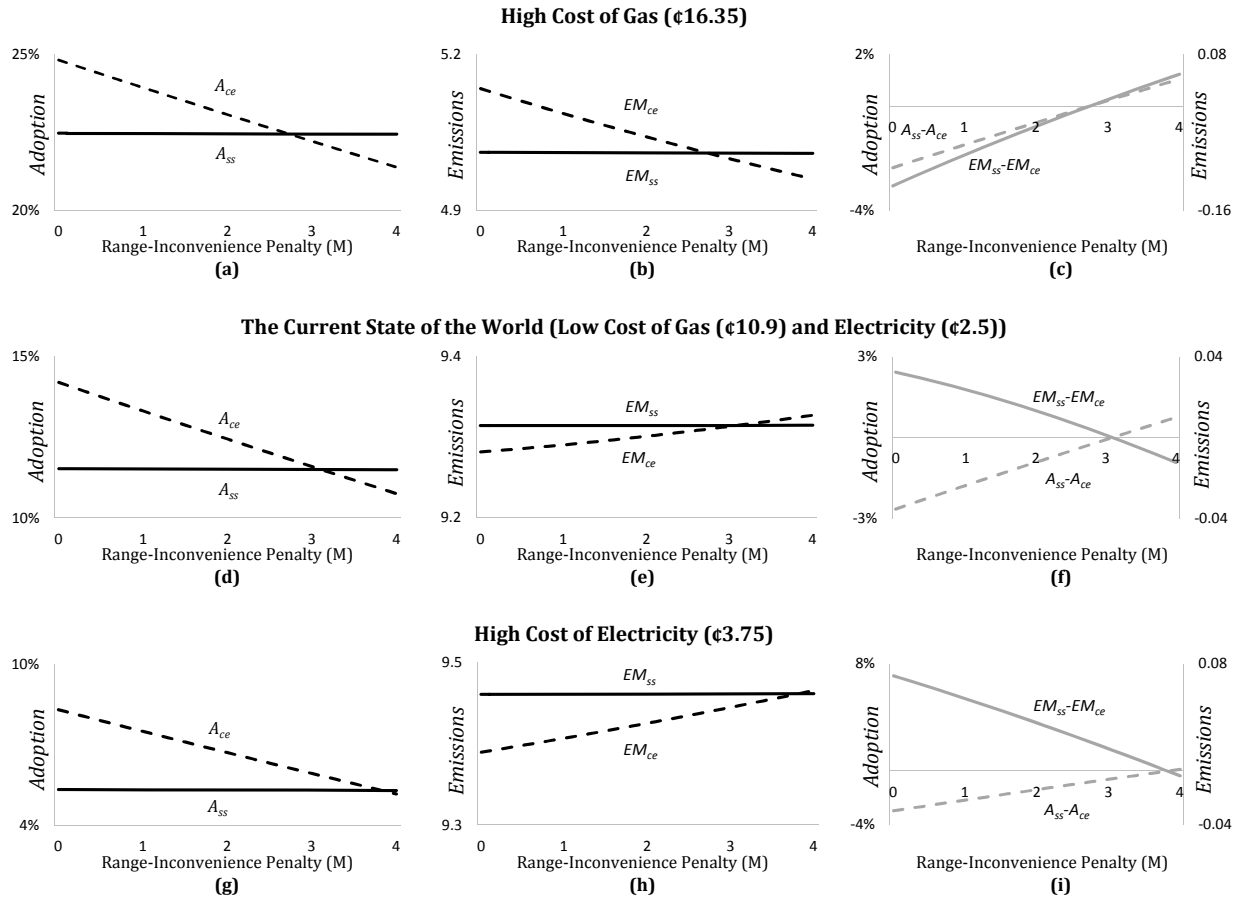 High Cost of Gas (¢16.35)
25%
Adoption
A_ce
A_ss
20%
0 1 2 3 4
Range-Inconvenience Penalty (M)
(a)
5.2
Emissions
EM_ce
EM_ss
4.9
0 1 2 3 4
Range-Inconvenience Penalty (M)
(b)
2% 0.08
Adoption
Emissions
0 1 2 3 4
A_ss-A_ce
EM_ss-EM_ce
-4% -0.16
Range-Inconvenience Penalty (M)
(c)
The Current State of the World (Low Cost of Gas (¢10.9) and Electricity (¢2.5))
15%
Adoption
A_ce
A_ss
10%
0 1 2 3 4
Range-Inconvenience Penalty (M)
(d)
9.4
Emissions
EM_ss
EM_ce
9.2
0 1 2 3 4
Range-Inconvenience Penalty (M)
(e)
3% 0.04
Adoption
Emissions
EM_ss-EM_ce
0 1 2 3 4
A_ss-A_ce
-3% -0.04
Range-Inconvenience Penalty (M)
(f)
High Cost of Electricity (¢3.75)
10%
Adoption
A_ce
A_ss
4%
0 1 2 3 4
Range-Inconvenience Penalty (M)
(g)
9.5
Emissions
EM_ss
EM_ce
9.3
0 1 2 3 4
Range-Inconvenience Penalty (M)
(h)
8% 0.08
Adoption
Emissions
EM_ss-EM_ce
0 1 2 3 4
A_ss-A_ce
-4% -0.04
Range-Inconvenience Penalty (M)
(i)